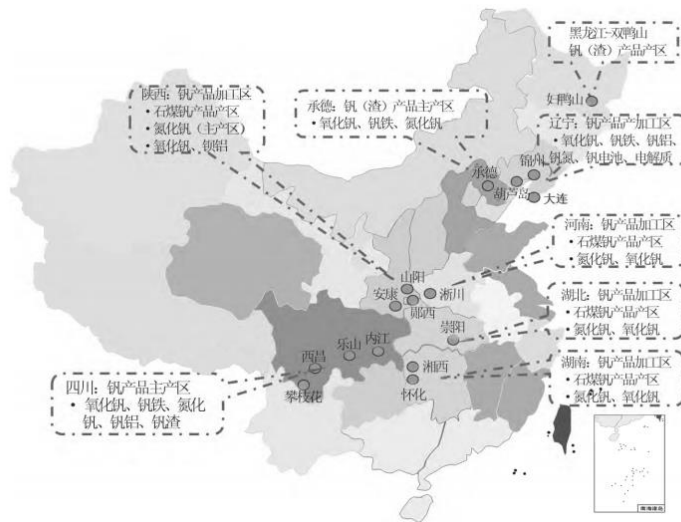 黑龙江-双鸭山
钒（渣）产品产区
妇鸭山
陕西：钒产品加工区
• 石煤钒产品产区
• 氮化钒（主产区）
• 氧化钒、钡铝
承德：钒（渣）产品主产区
• 氧化钒、钒铁、氮化钒
辽宁：钒产品产加工区
• 氧化钒、钒铁、钒铝、
钒氮、钒电池、电解质
承德
锦州
葫芦岛
大连
河南：钒产品加工区
• 石煤钒产品产区
• 氮化钒、氧化钒
山阳
安康
淅川
郧西
湖北：钒产品加工区
• 石煤钒产品产区
• 氮化钒、氧化钒
崇阳
内江
乐山
西昌
攀枝花
湘西
怀化
湖南：钒产品加工区
• 石煤钒产品产区
• 氮化钒、氧化钒
四川：钒产品主产区
• 氧化钒、钒铁、氮化
钒、钒铝、钒渣
南海诸岛